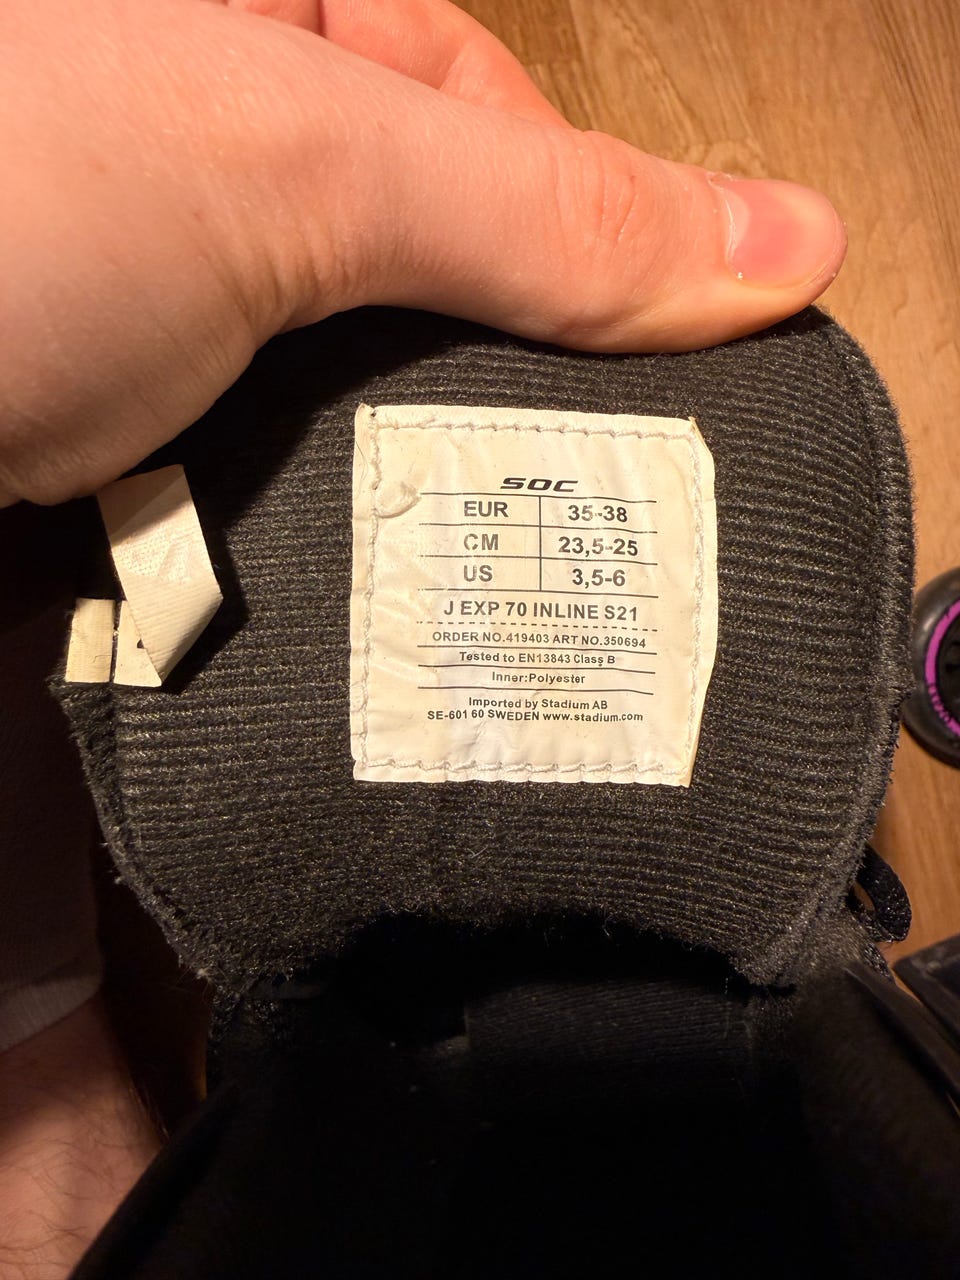 SOC
EUR 35-38
CM 23,5-25
US 3,5-6
J EXP 70 INLINE S21
ORDER NO.419403 ART NO.350694
Tested to EN13843 Class B
Inner:Polyester
Imported by Stadium AB
SE-601 60 SWEDEN www.stadium.com